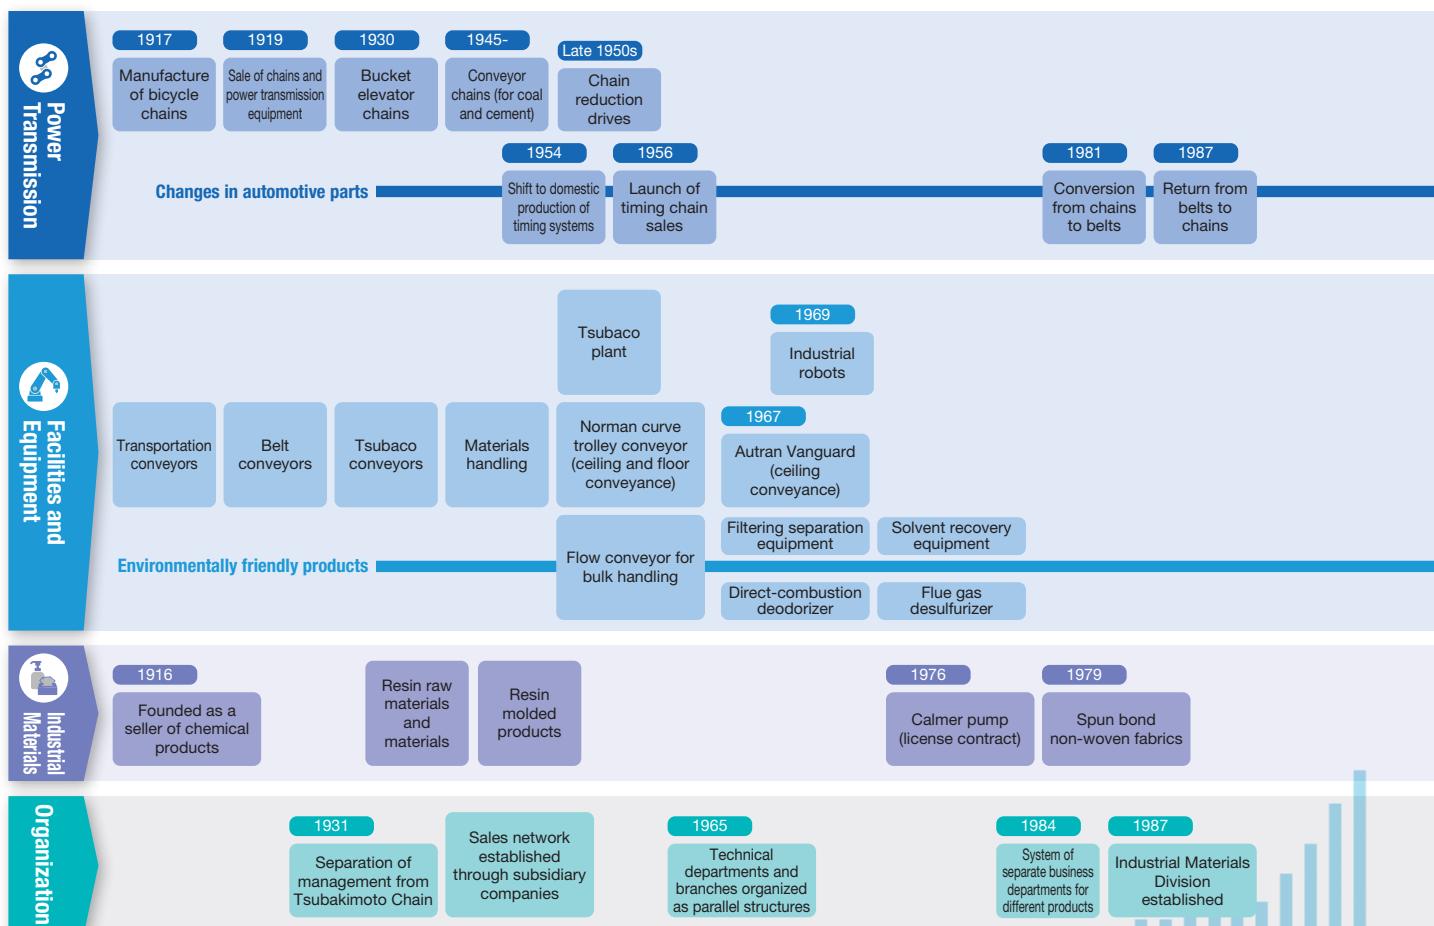 Power
Transmission
1917
Manufacture
of bicycle
chains
1919
Sale of chains and
power transmission
equipment
1930
Bucket
elevator
chains
1945-
Conveyor
chains (for coal
and cement)
Late 1950s
Chain
reduction
drives
Changes in automotive parts
1954
Shift to domestic
production of
timing systems
1956
Launch of
timing chain
sales
1981
Conversion
from chains
to belts
1987
Return from
belts to
chains
Facilities and
Equipment
Tsubaco
plant
1969
Industrial
robots
Transportation
conveyors
Belt
conveyors
Tsubaco
conveyors
Materials
handling
Norman curve
trolley conveyor
(ceiling and floor
conveyance)
1967
Autran Vanguard
(ceiling
conveyance)
Environmentally friendly products
Flow conveyor for
bulk handling
Filtering separation
equipment
Solvent recovery
equipment
Direct-combustion
deodorizer
Flue gas
desulfurizer
Industrial
Materials
1916
Founded as a
seller of chemical
products
Resin raw
materials
and
materials
Resin
molded
products
1976
Calmer pump
(license contract)
1979
Spun bond
non-woven fabrics
Organization
1931
Separation of
management from
Tsubakimoto Chain
Sales network
established
through subsidiary
companies
1965
Technical
departments and
branches organized
as parallel structures
1984
System of
separate business
departments for
different products
1987
Industrial Materials
Division
established